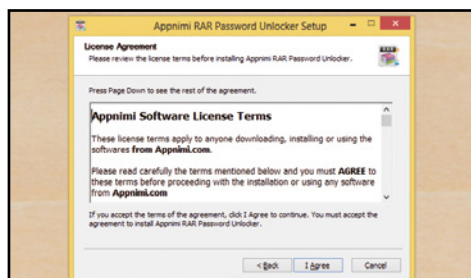 Appnimi RAR Password Unlocker Setup
License Agreement
Please review the license terms before installing Appnimi RAR Password Unlocker.
Press Page Down to see the rest of the agreement.
Appnimi Software License Terms
These license terms apply to anyone downloading, installing or using the
softwares from Appnimi.com.
Please read carefully the terms mentioned below and you must AGREE to
these terms before proceeding with the installation or using any software
from Appnimi.com
If you accept the terms of the agreement, click I Agree to continue. You must accept the
agreement to install Appnimi RAR Password Unlocker.
< Back I Agree Cancel